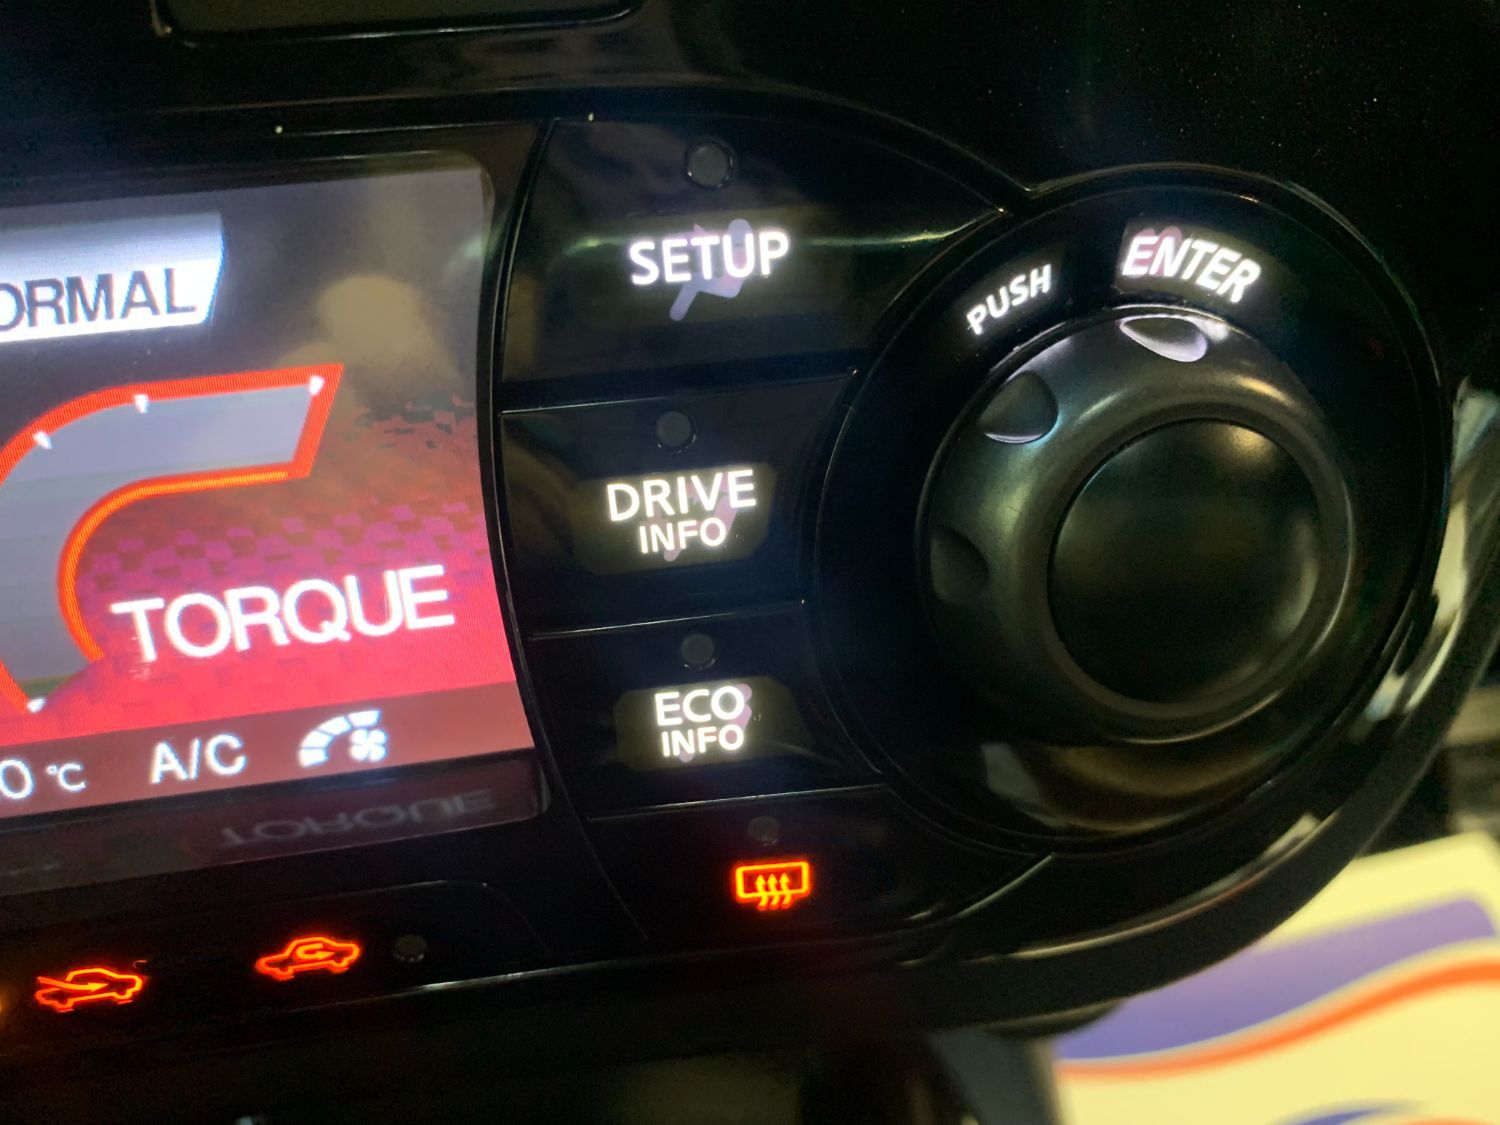 ORMAL
TORQUE
0 °C A/C
SETUP
DRIVE
INFO
ECO
INFO
PUSH ENTER